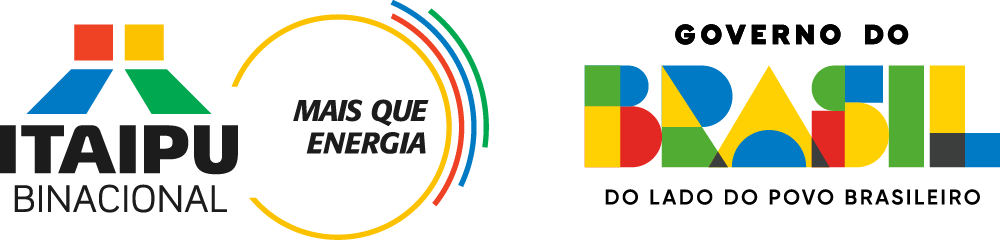 ITAIPU
BINACIONAL
MAIS QUE
ENERGIA
GOVERNO DO
BRASIL
DO LADO DO POVO BRASILEIRO